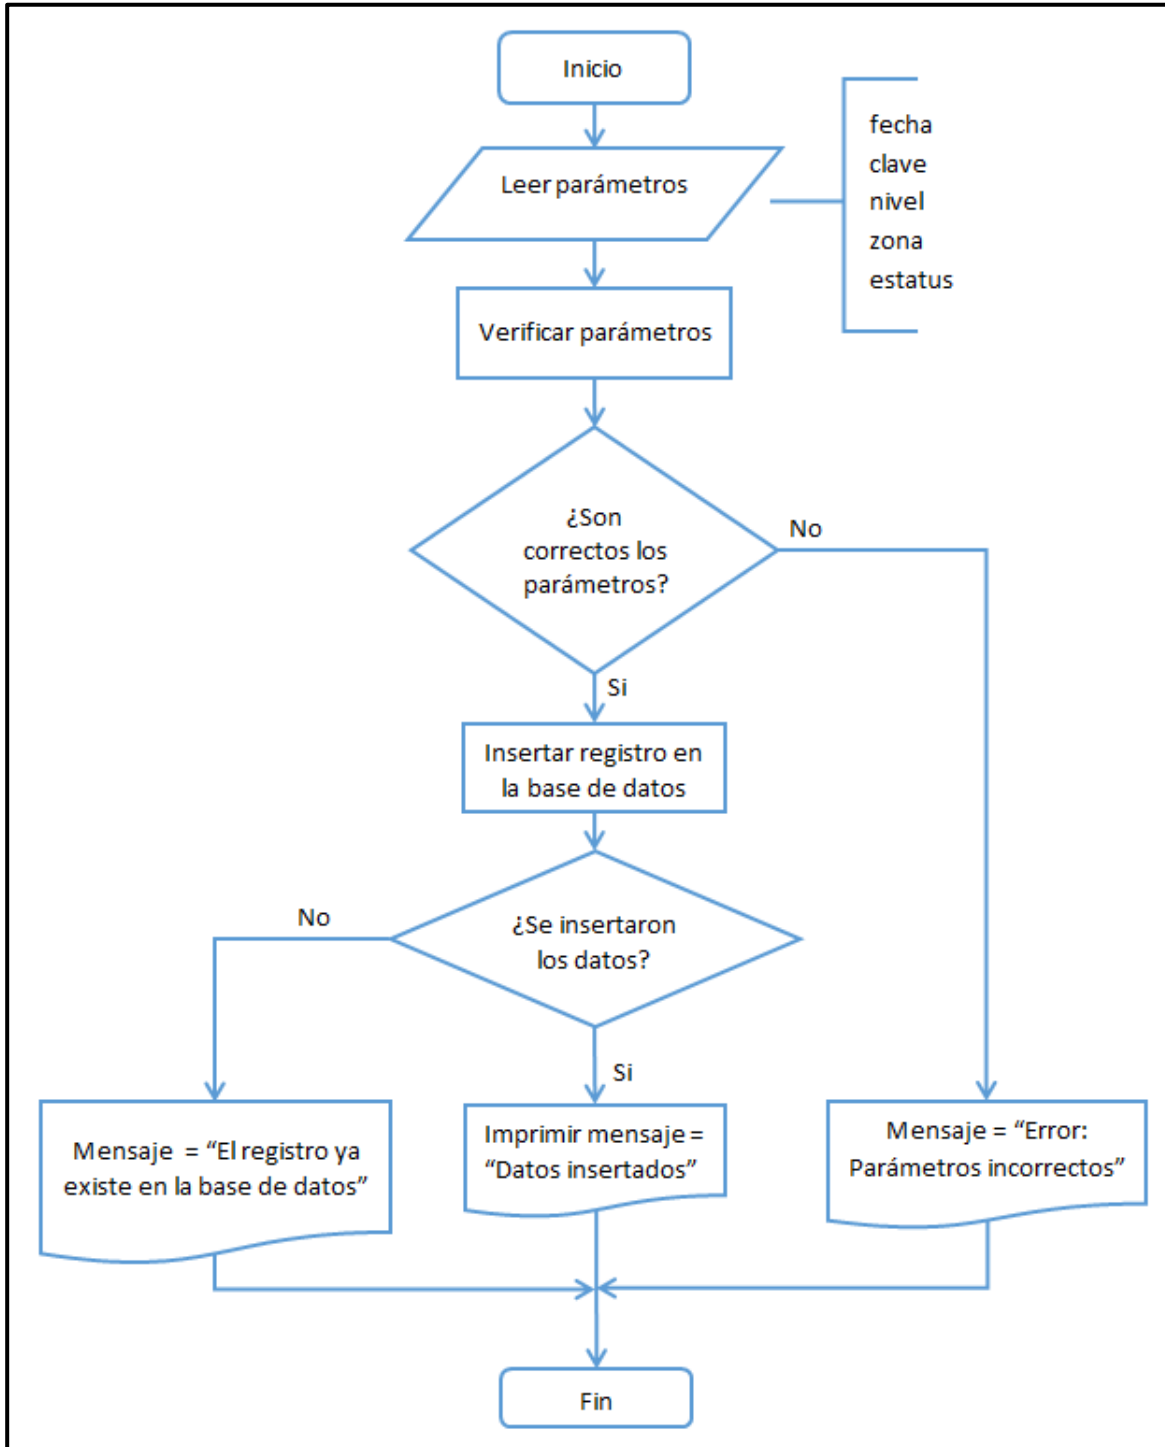 Inicio
fecha
clave
nivel
zona
estatus
Leer parámetros
Verificar parámetros
¿Son
correctos los
parámetros?
No
Si
Insertar registro en
la base de datos
¿Se insertaron
los datos?
No
Si
Mensaje = “El registro ya
existe en la base de datos”
Imprimir mensaje =
“Datos insertados”
Mensaje = “Error:
Parámetros incorrectos”
Fin